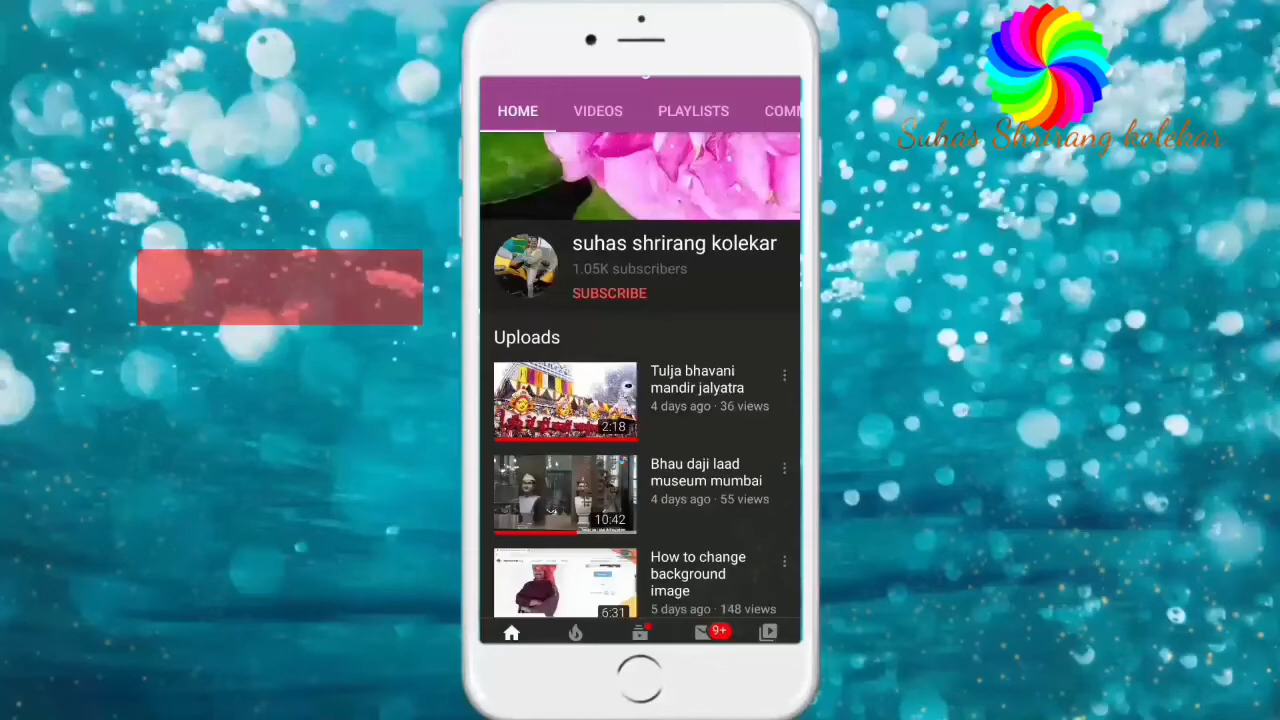 HOME VIDEOS PLAYLISTS COMM
Suhas Shrirang kolekar
suhas shrirang kolekar
1.05K subscribers
SUBSCRIBE
Uploads
Tulja bhavani
mandir jalyatra
4 days ago · 36 views
2:18
Bhau daji laad
museum mumbai
4 days ago · 55 views
10:42
How to change
background
image
5 days ago · 148 views
6:31
9+